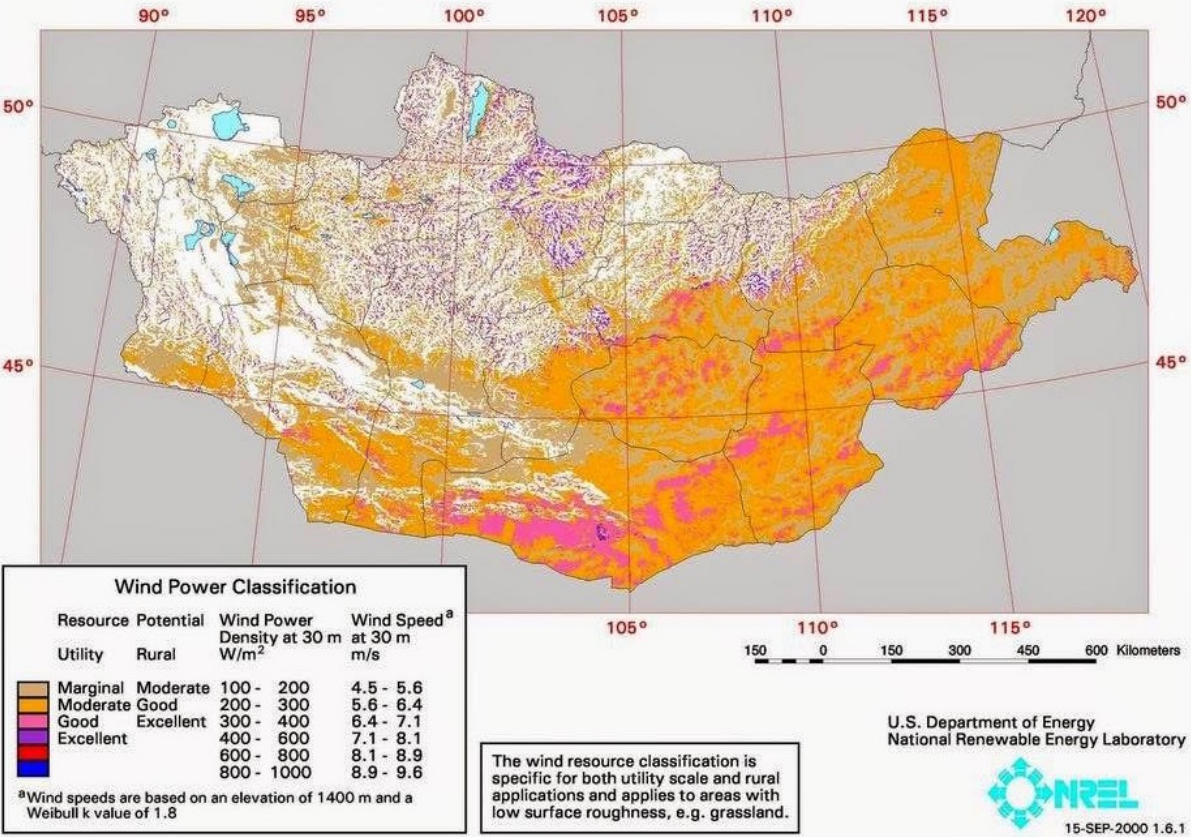 90° 95° 100° 105° 110° 115° 120°
50° 50°
45° 45°
105° 110° 115°
150 0 150 300 450 600 Kilometers
Wind Power Classification
Resource Potential Wind Power Wind Speed a
Density at 30 m at 30 m
Utility Rural W/m2 m/s
Marginal Moderate 100 - 200 4.5 - 5.6
Moderate Good 200 - 300 5.6 - 6.4
Good Excellent 300 - 400 6.4 - 7.1
Excellent 400 - 600 7.1 - 8.1
600 - 800 8.1 - 8.9
800 - 1000 8.9 - 9.6
a Wind speeds are based on an elevation of 1400 m and a
Weibull k value of 1.8
The wind resource classification is
specific for both utility scale and rural
applications and applies to areas with
low surface roughness, e.g. grassland.
U.S. Department of Energy
National Renewable Energy Laboratory
NREL
15-SEP-2000 1.6.1